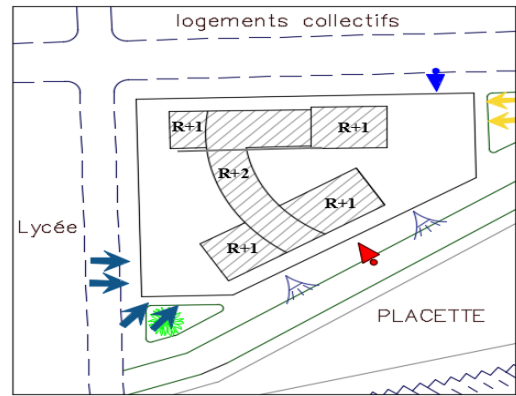 logements collectifs
R+1
R+1
R+2
R+1
Lycée
R+1
PLACETTE